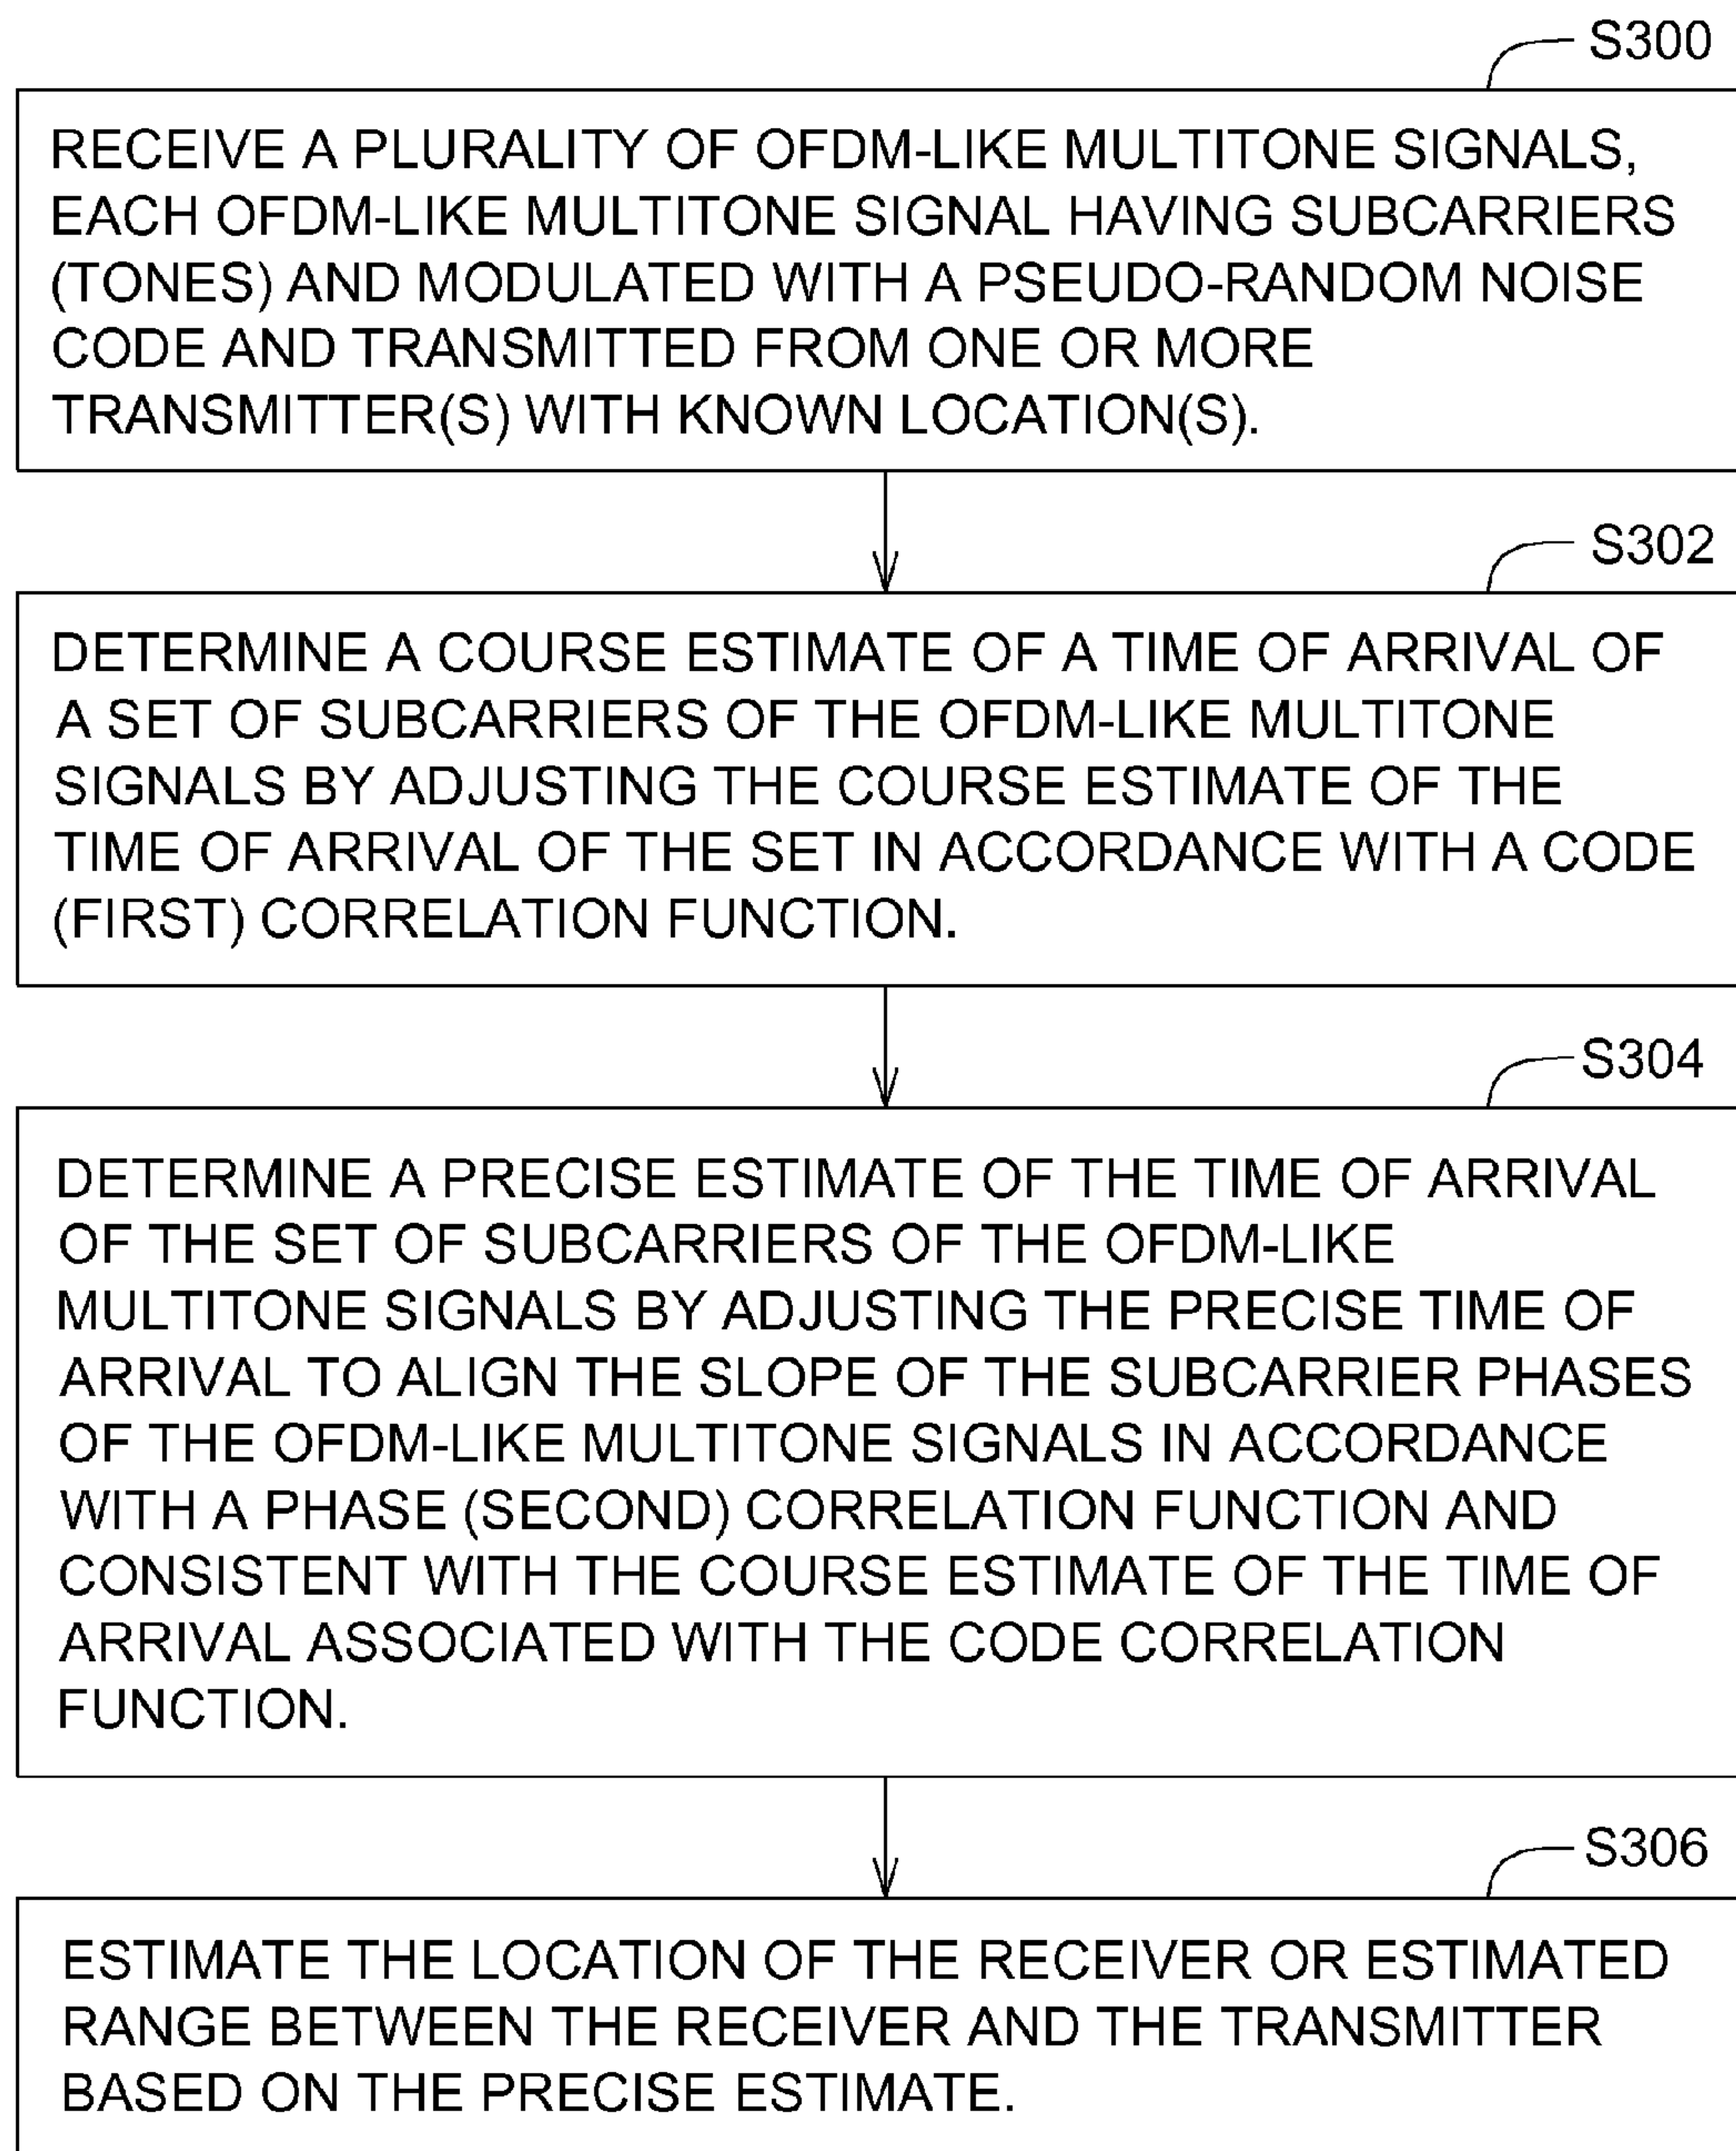 S300
RECEIVE A PLURALITY OF OFDM-LIKE MULTITONE SIGNALS,
EACH OFDM-LIKE MULTITONE SIGNAL HAVING SUBCARRIERS
(TONES) AND MODULATED WITH A PSEUDO-RANDOM NOISE
CODE AND TRANSMITTED FROM ONE OR MORE
TRANSMITTER(S) WITH KNOWN LOCATION(S).
S302
DETERMINE A COURSE ESTIMATE OF A TIME OF ARRIVAL OF
A SET OF SUBCARRIERS OF THE OFDM-LIKE MULTITONE
SIGNALS BY ADJUSTING THE COURSE ESTIMATE OF THE
TIME OF ARRIVAL OF THE SET IN ACCORDANCE WITH A CODE
(FIRST) CORRELATION FUNCTION.
S304
DETERMINE A PRECISE ESTIMATE OF THE TIME OF ARRIVAL
OF THE SET OF SUBCARRIERS OF THE OFDM-LIKE
MULTITONE SIGNALS BY ADJUSTING THE PRECISE TIME OF
ARRIVAL TO ALIGN THE SLOPE OF THE SUBCARRIER PHASES
OF THE OFDM-LIKE MULTITONE SIGNALS IN ACCORDANCE
WITH A PHASE (SECOND) CORRELATION FUNCTION AND
CONSISTENT WITH THE COURSE ESTIMATE OF THE TIME OF
ARRIVAL ASSOCIATED WITH THE CODE CORRELATION
FUNCTION.
S306
ESTIMATE THE LOCATION OF THE RECEIVER OR ESTIMATED
RANGE BETWEEN THE RECEIVER AND THE TRANSMITTER
BASED ON THE PRECISE ESTIMATE.